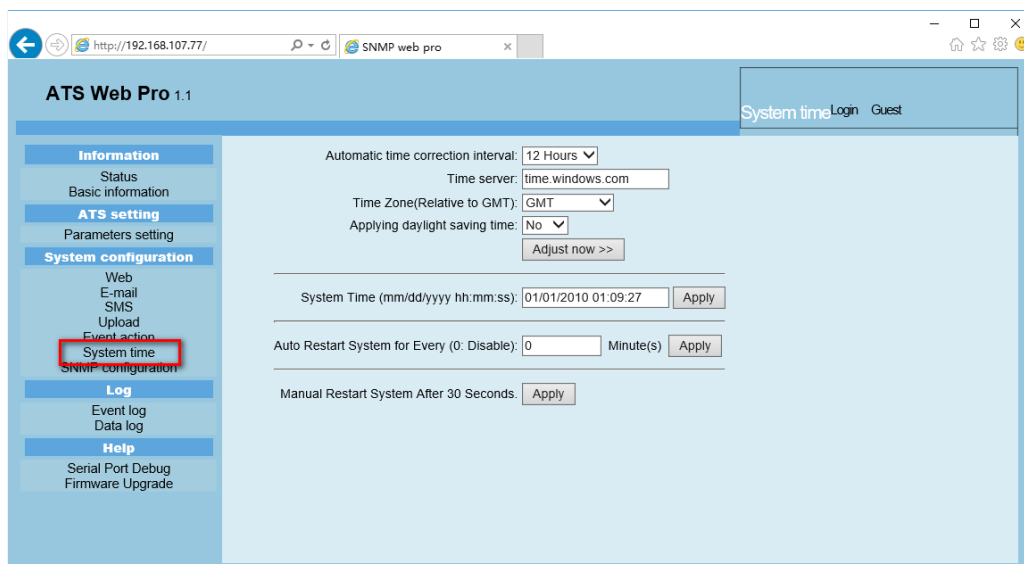 http://192.168.107.77/
SNMP web pro
ATS Web Pro 1.1
System time Login Guest
Information
Status
Basic information
ATS setting
Parameters setting
System configuration
Web
E-mail
SMS
Upload
Event action
System time
SNMP configuration
Log
Event log
Data log
Help
Serial Port Debug
Firmware Upgrade
Automatic time correction interval: 12 Hours
Time server: time.windows.com
Time Zone(Relative to GMT): GMT
Applying daylight saving time: No
Adjust now >>
System Time (mm/dd/yyyy hh:mm:ss): 01/01/2010 01:09:27 Apply
Auto Restart System for Every (0: Disable): 0 Minute(s) Apply
Manual Restart System After 30 Seconds. Apply